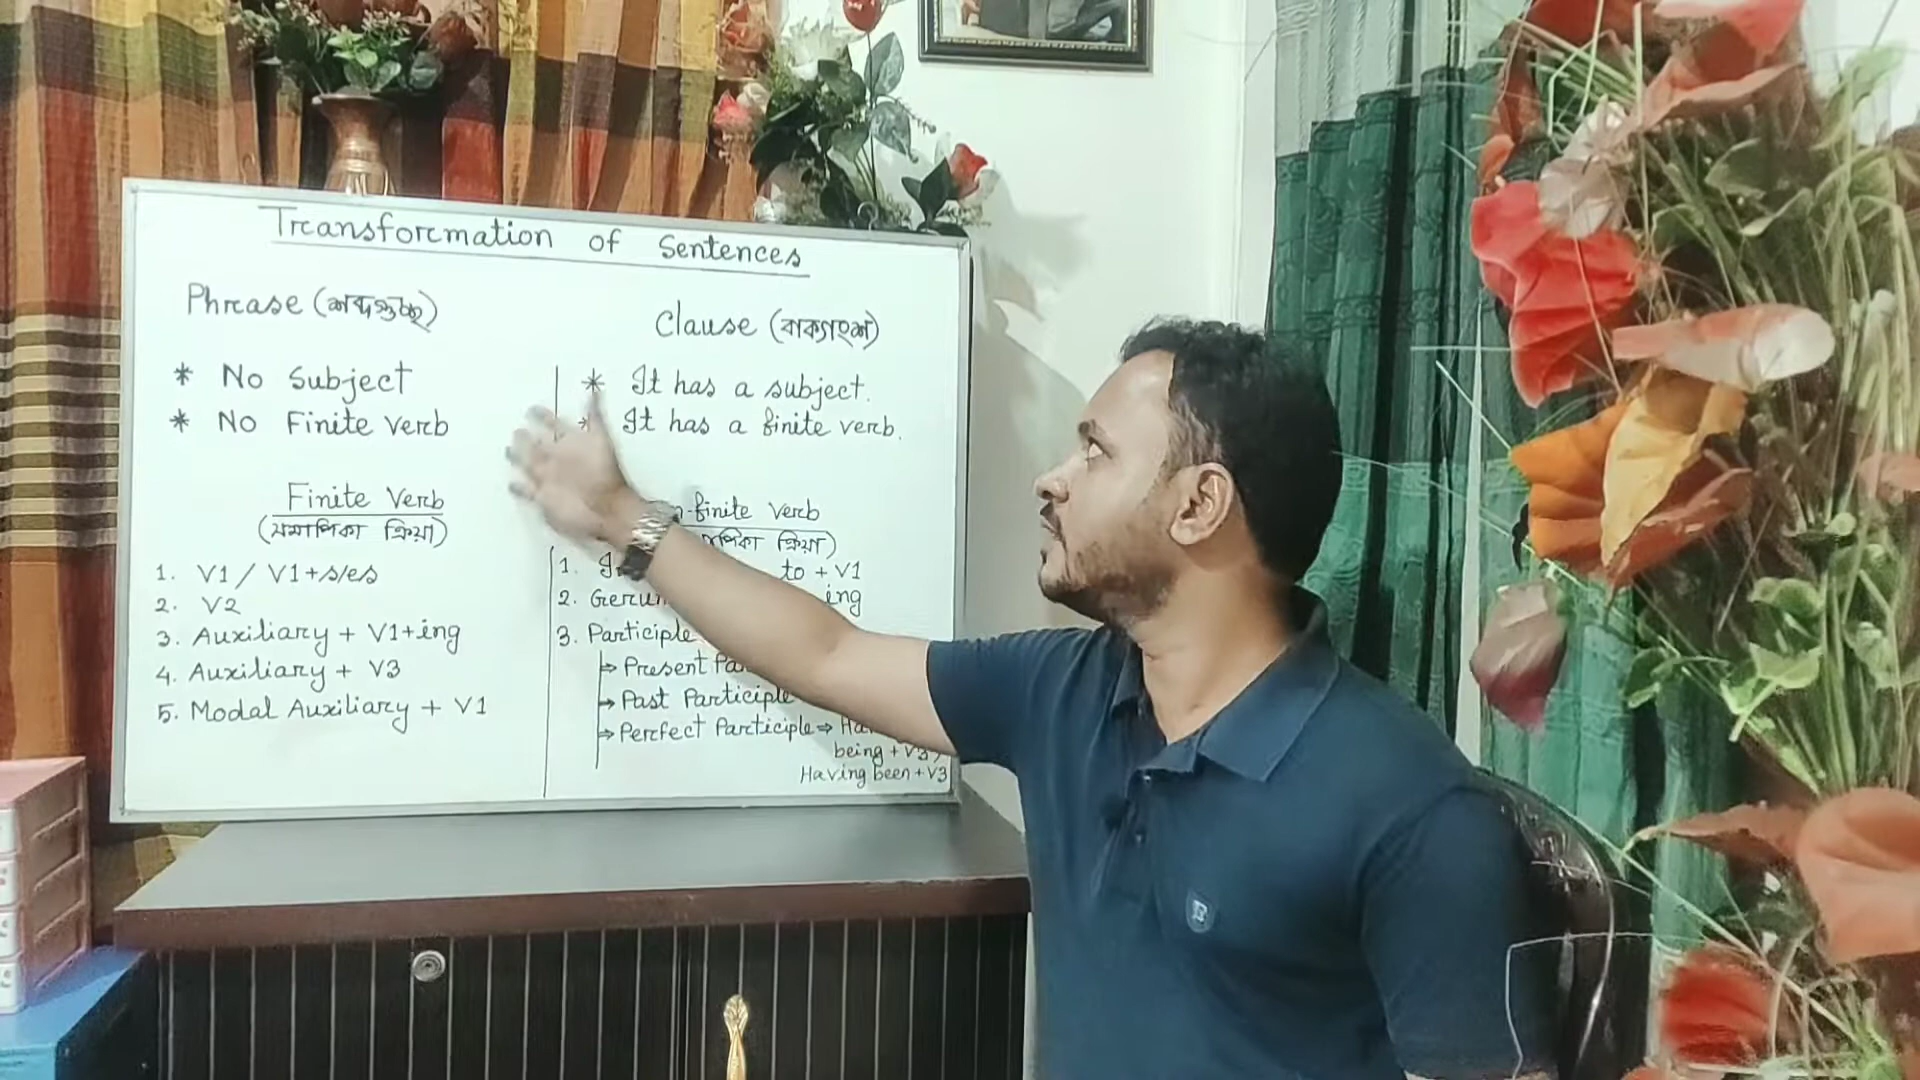 Transformation of Sentences
Phrase (শব্দগুচ্ছ)
* No Subject
* No Finite Verb
Clause (বাক্যাংশ)
* It has a subject.
* It has a finite verb.
Finite Verb
(সমাপিকা ক্রিয়া)
1. V1 / V1+s/es
2. V2
3. Auxiliary + V1+ing
4. Auxiliary + V3
5. Modal Auxiliary + V1
-finite Verb
ক্রিয়া)
1. to + V1
2. ing
3. Participle
Present
Past Participle
Perfect Participle ⇒
being + V3,
Having been + V3